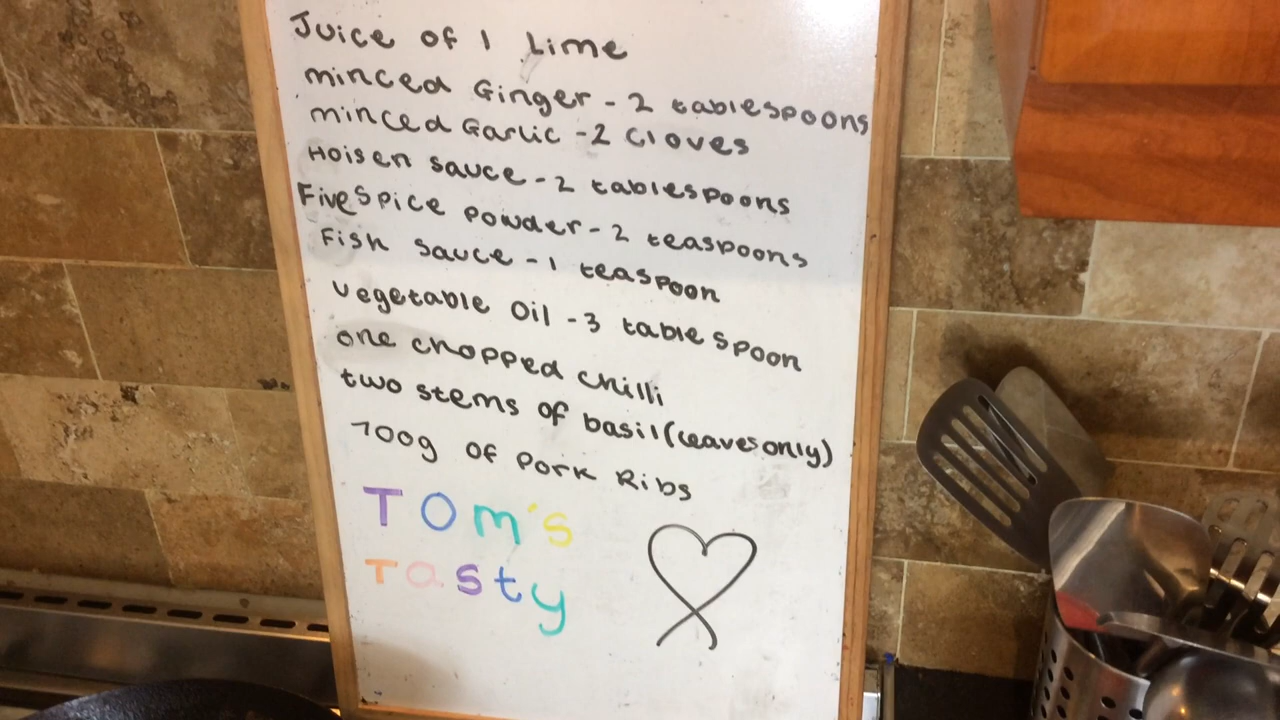 Juice of 1 Lime
minced Ginger - 2 tablespoons
minced Garlic - 2 cloves
Hoisen sauce - 2 tablespoons
Five Spice powder - 2 teaspoons
Fish sauce - 1 teaspoon
vegetable oil - 3 table spoon
one chopped chilli
two stems of basil (leaves only)
700g of Pork Ribs
Tom's
Tasty